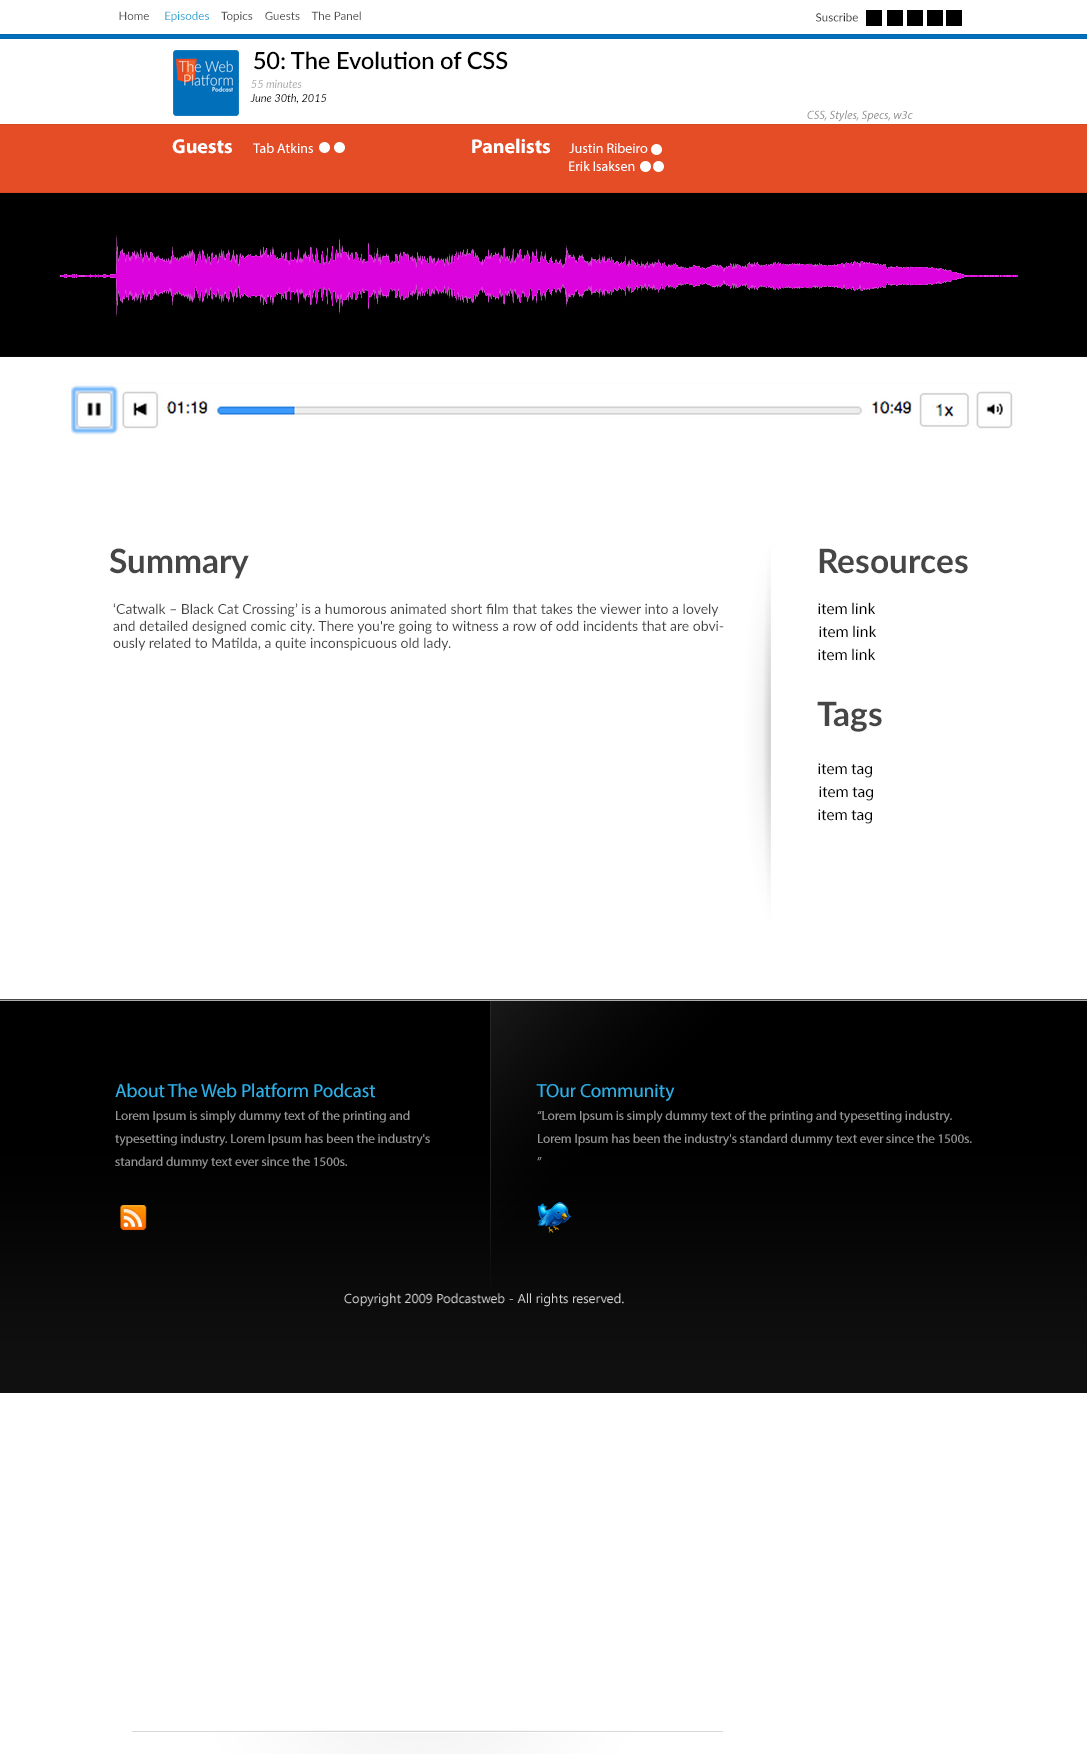 Home Episodes Topics Guests The Panel Suscribe
The Web
Platform
Podcast
50: The Evolution of CSS
55 minutes
June 30th, 2015
CSS, Styles, Specs, w3c
Guests Tab Atkins Panelists Justin Ribeiro
Erik Isaksen
01:19 10:49 1x
Summary
‘Catwalk – Black Cat Crossing’ is a humorous animated short film that takes the viewer into a lovely
and detailed designed comic city. There you're going to witness a row of odd incidents that are obvi-
ously related to Matilda, a quite inconspicuous old lady.
Resources
item link
item link
item link
Tags
item tag
item tag
item tag
About The Web Platform Podcast
Lorem Ipsum is simply dummy text of the printing and
typesetting industry. Lorem Ipsum has been the industry's
standard dummy text ever since the 1500s.
TOur Community
“Lorem Ipsum is simply dummy text of the printing and typesetting industry.
Lorem Ipsum has been the industry's standard dummy text ever since the 1500s.
”
Copyright 2009 Podcastweb - All rights reserved.